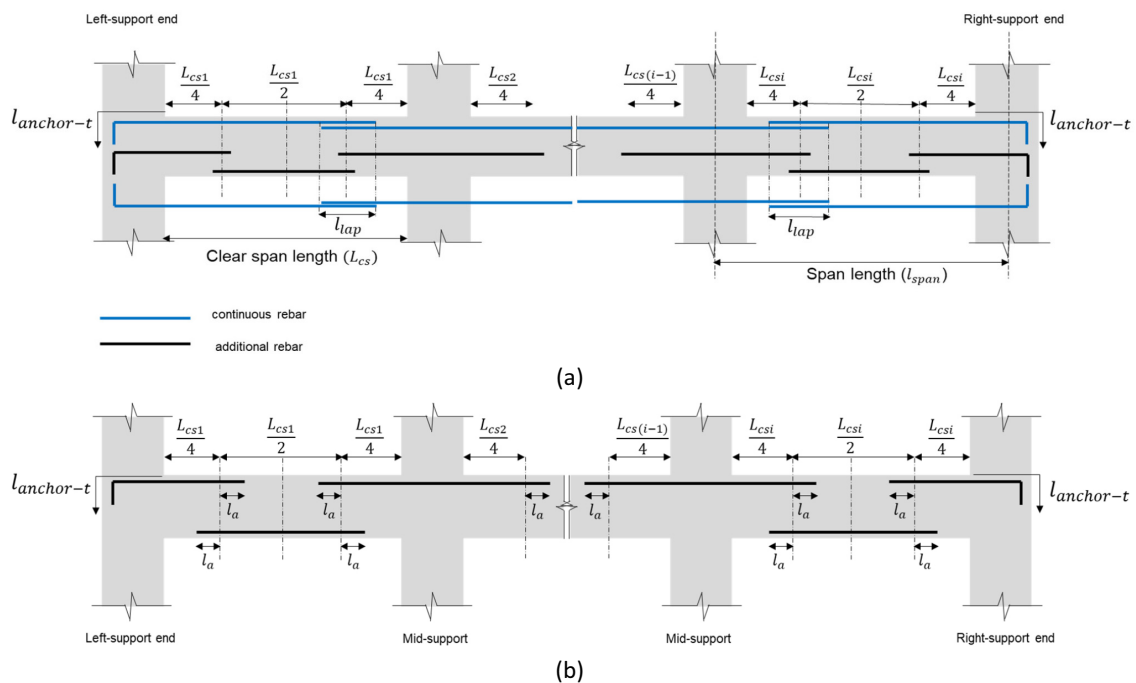 Left-support end
Right-support end
L_cs1/4 L_cs1/2 L_cs1/4 L_cs2/4 L_cs(i−1)/4 L_csi/4 L_csi/2 L_csi/4
l_anchor−t
l_anchor−t
l_lap
l_lap
Clear span length (L_cs)
Span length (l_span)
continuous rebar
additional rebar
(a)
L_cs1/4 L_cs1/2 L_cs1/4 L_cs2/4 L_cs(i−1)/4 L_csi/4 L_csi/2 L_csi/4
l_anchor−t
l_anchor−t
l_a l_a l_a l_a l_a l_a
l_a l_a l_a l_a
Left-support end Mid-support Mid-support Right-support end
(b)